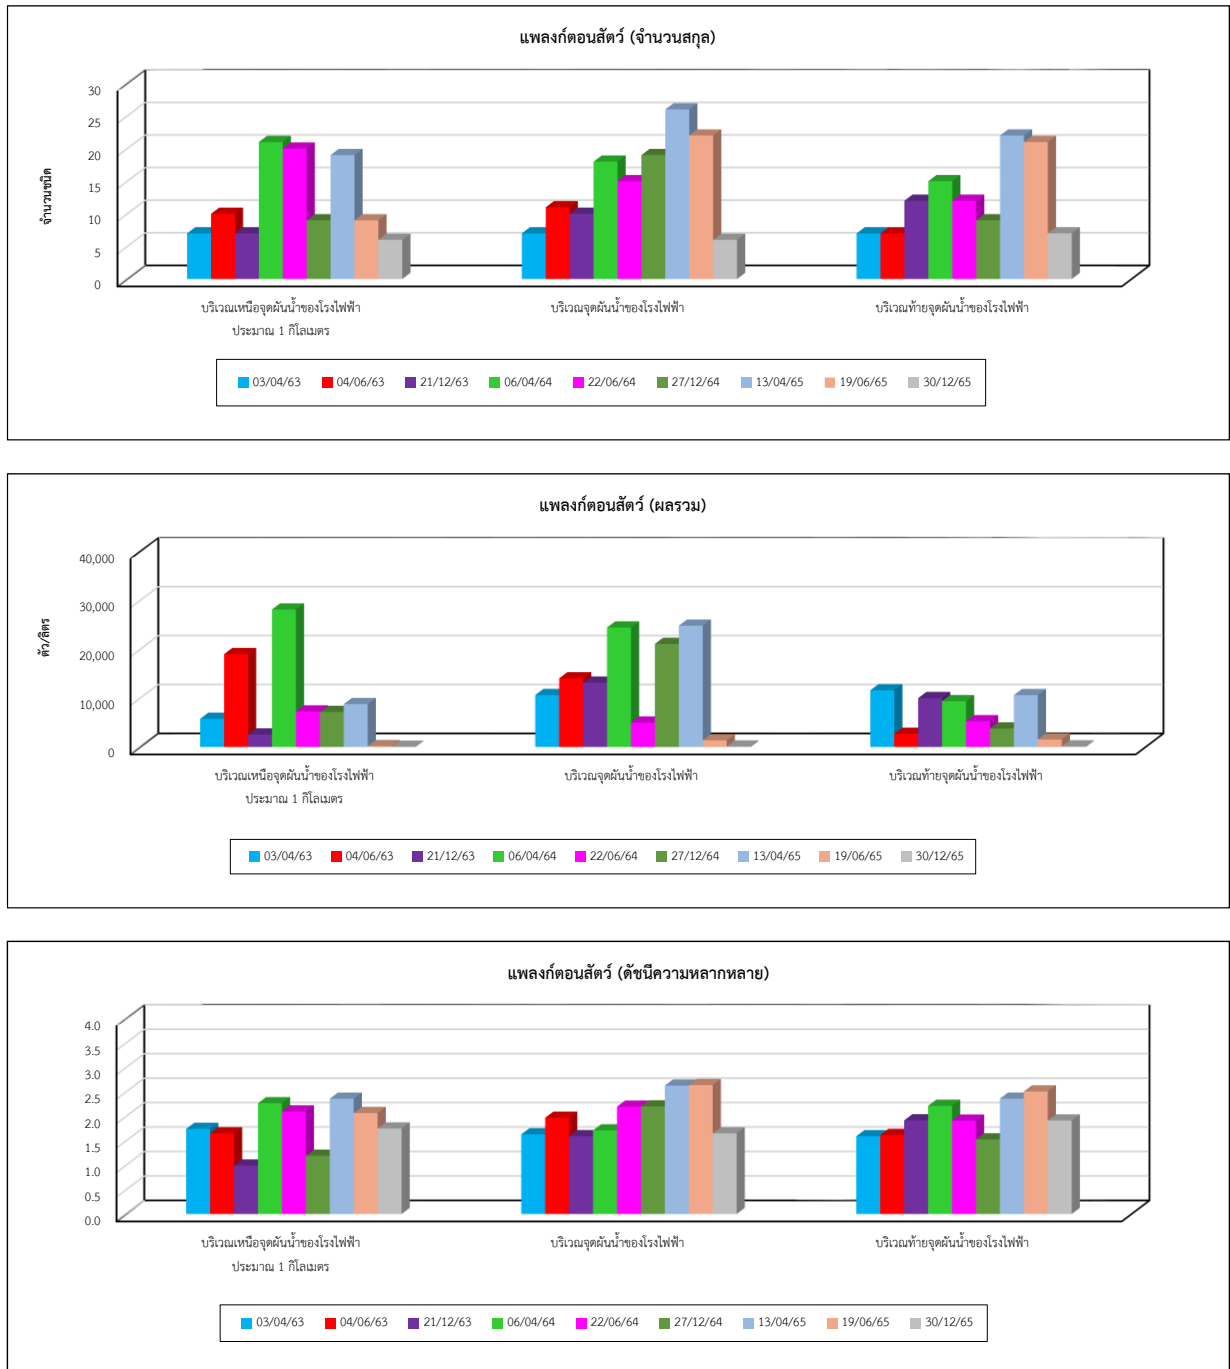 แพลงก์ตอนสัตว์ (จำนวนสกุล)
จำนวนชนิด
30
25
20
15
10
5
0
บริเวณเหนือจุดผันน้ำของโรงไฟฟ้า
ประมาณ 1 กิโลเมตร
บริเวณจุดผันน้ำของโรงไฟฟ้า
บริเวณท้ายจุดผันน้ำของโรงไฟฟ้า
03/04/63 04/06/63 21/12/63 06/04/64 22/06/64 27/12/64 13/04/65 19/06/65 30/12/65
แพลงก์ตอนสัตว์ (ผลรวม)
ตัว/ลิตร
40,000
30,000
20,000
10,000
0
บริเวณเหนือจุดผันน้ำของโรงไฟฟ้า
ประมาณ 1 กิโลเมตร
บริเวณจุดผันน้ำของโรงไฟฟ้า
บริเวณท้ายจุดผันน้ำของโรงไฟฟ้า
03/04/63 04/06/63 21/12/63 06/04/64 22/06/64 27/12/64 13/04/65 19/06/65 30/12/65
แพลงก์ตอนสัตว์ (ดัชนีความหลากหลาย)
4.0
3.5
3.0
2.5
2.0
1.5
1.0
0.5
0.0
บริเวณเหนือจุดผันน้ำของโรงไฟฟ้า
ประมาณ 1 กิโลเมตร
บริเวณจุดผันน้ำของโรงไฟฟ้า
บริเวณท้ายจุดผันน้ำของโรงไฟฟ้า
03/04/63 04/06/63 21/12/63 06/04/64 22/06/64 27/12/64 13/04/65 19/06/65 30/12/65